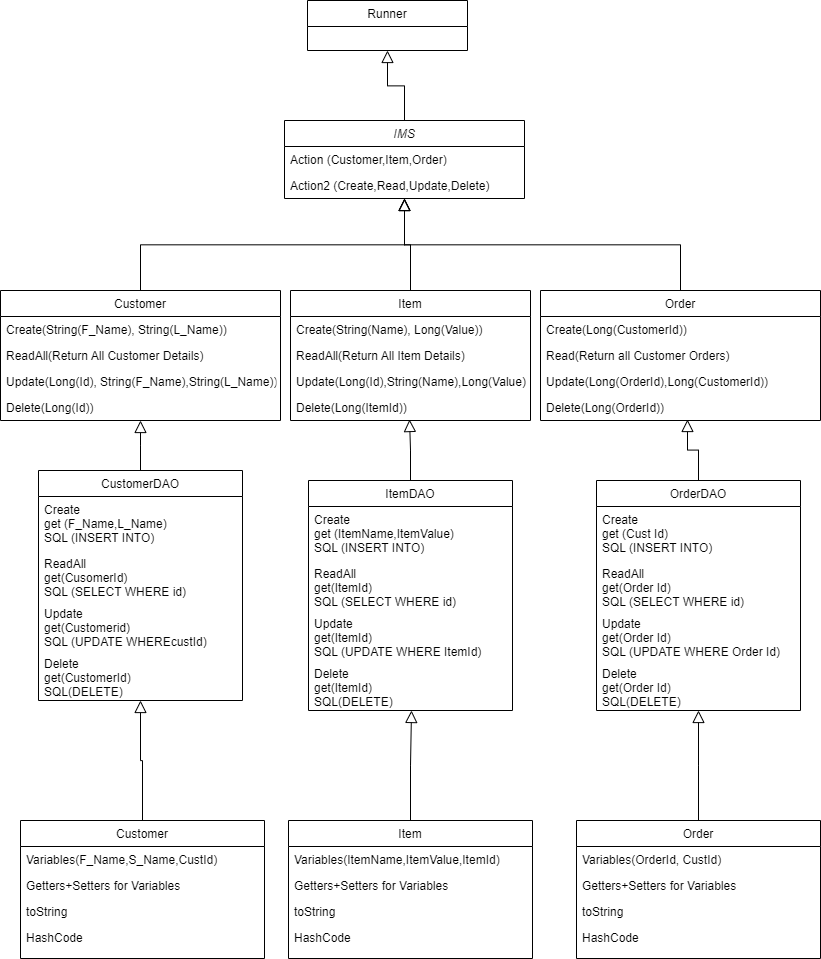 Runner
IMS
Action (Customer,Item,Order)
Action2 (Create,Read,Update,Delete)
Customer
Create(String(F_Name), String(L_Name))
ReadAll(Return All Customer Details)
Update(Long(Id), String(F_Name),String(L_Name))
Delete(Long(Id))
Item
Create(String(Name), Long(Value))
ReadAll(Return All Item Details)
Update(Long(Id),String(Name),Long(Value)
Delete(Long(ItemId))
Order
Create(Long(CustomerId))
Read(Return all Customer Orders)
Update(Long(OrderId),Long(CustomerId))
Delete(Long(OrderId))
CustomerDAO
Create
get (F_Name,L_Name)
SQL (INSERT INTO)
ReadAll
get(CusomerId)
SQL (SELECT WHERE id)
Update
get(Customerid)
SQL (UPDATE WHEREcustId)
Delete
get(CustomerId)
SQL(DELETE)
ItemDAO
Create
get (ItemName,ItemValue)
SQL (INSERT INTO)
ReadAll
get(ItemId)
SQL (SELECT WHERE id)
Update
get(ItemId)
SQL (UPDATE WHERE ItemId)
Delete
get(ItemId)
SQL(DELETE)
OrderDAO
Create
get (Cust Id)
SQL (INSERT INTO)
ReadAll
get(Order Id)
SQL (SELECT WHERE id)
Update
get(Order Id)
SQL (UPDATE WHERE Order Id)
Delete
get(Order Id)
SQL(DELETE)
Customer
Variables(F_Name,S_Name,CustId)
Getters+Setters for Variables
toString
HashCode
Item
Variables(ItemName,ItemValue,ItemId)
Getters+Setters for Variables
toString
HashCode
Order
Variables(OrderId, CustId)
Getters+Setters for Variables
toString
HashCode